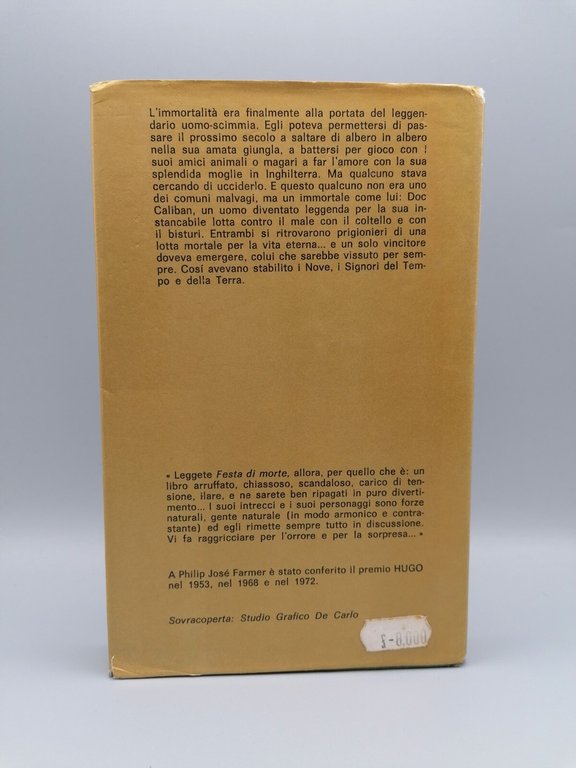 L'immortalità era finalmente alla portata del leggen-
dario uomo-scimmia. Egli poteva permettersi di pas-
sare il prossimo secolo a saltare di albero in albero
nella sua amata giungla, a battersi per gioco con i
suoi amici animali o magari a far l'amore con la sua
splendida moglie in Inghilterra. Ma qualcuno stava
cercando di ucciderlo. E questo qualcuno non era uno
dei comuni malvagi, ma un immortale come lui: Doc
Caliban, un uomo diventato leggenda per la sua in-
stancabile lotta contro il male con il coltello e con
il bisturi. Entrambi si ritrovarono prigionieri di una
lotta mortale per la vita eterna... e un solo vincitore
doveva emergere, colui che sarebbe vissuto per sem-
pre. Cosí avevano stabilito i Nove, i Signori del Tem-
po e della Terra.
« Leggete Festa di morte, allora, per quello che è: un
libro arruffato, chiassoso, scandaloso, carico di ten-
sione, ilare, e ne sarete ben ripagati in puro diverti-
mento... I suoi intrecci e i suoi personaggi sono forze
naturali, gente naturale (in modo armonico e contra-
stante) ed egli rimette sempre tutto in discussione.
Vi fa raggricciare per l'orrore e per la sorpresa... »
A Philip José Farmer è stato conferito il premio HUGO
nel 1953, nel 1968 e nel 1972.
Sovracoperta: Studio Grafico De Carlo
£-8.000